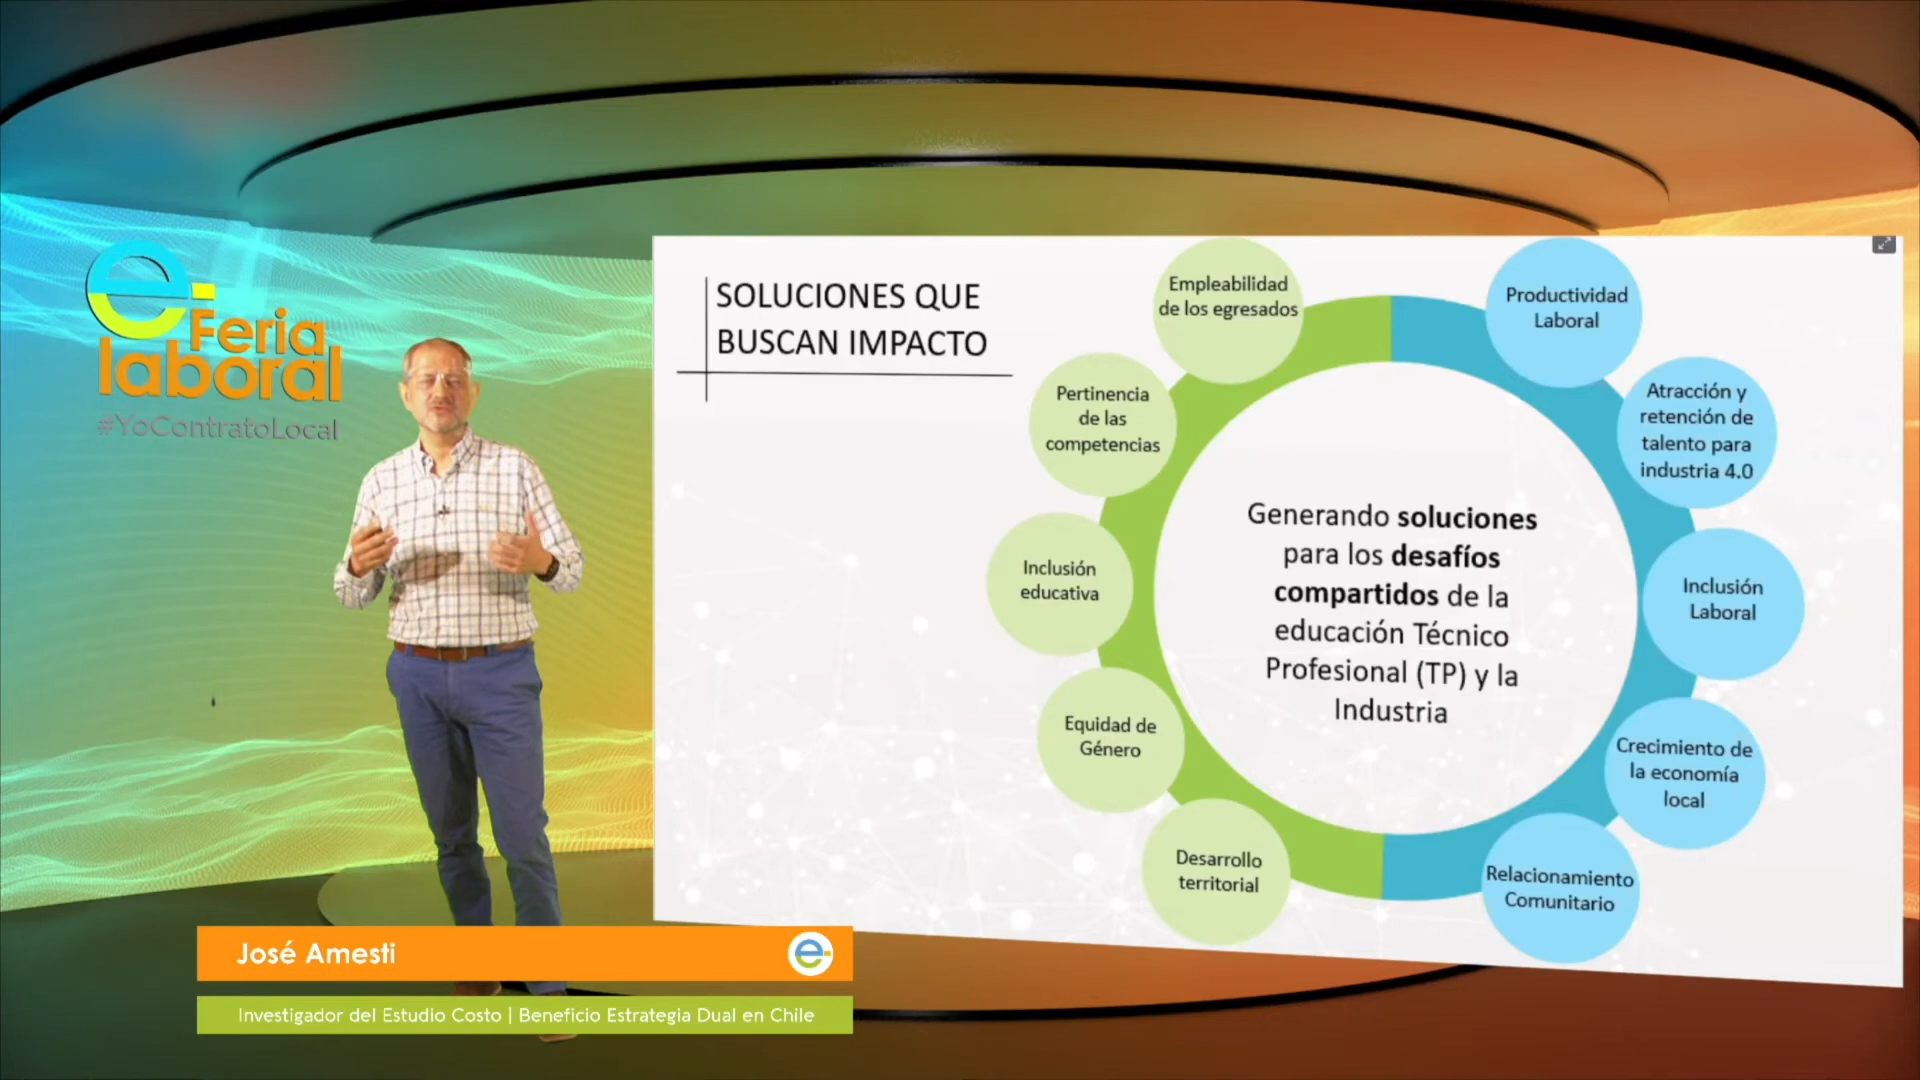 e-
Feria
laboral
#YoContratoLocal
SOLUCIONES QUE
BUSCAN IMPACTO
Empleabilidad
de los egresados
Pertinencia
de las
competencias
Inclusión
educativa
Equidad de
Género
Desarrollo
territorial
Productividad
Laboral
Atracción y
retención de
talento para
industria 4.0
Inclusión
Laboral
Crecimiento de
la economía
local
Relacionamiento
Comunitario
Generando soluciones
para los desafíos
compartidos de la
educación Técnico
Profesional (TP) y la
Industria
José Amesti
e-
Investigador del Estudio Costo | Beneficio Estrategia Dual en Chile